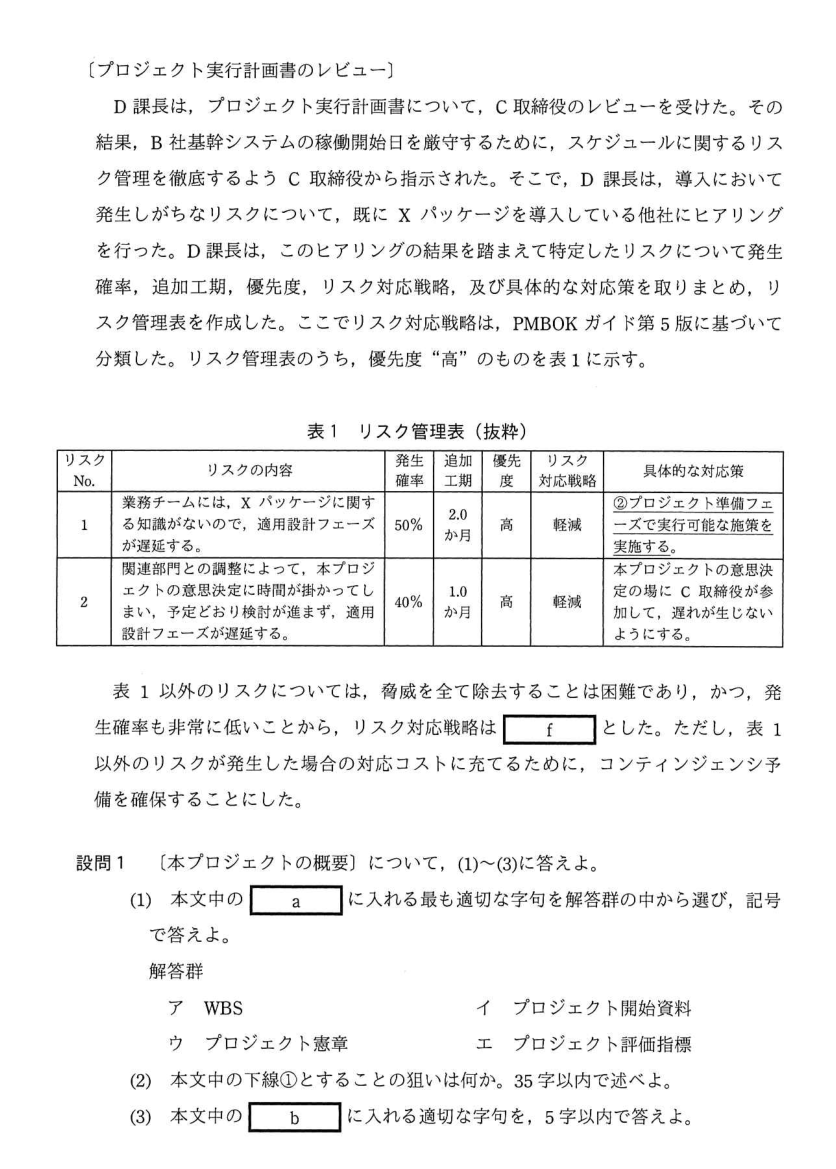 〔プロジェクト実行計画書のレビュー〕
D 課長は，プロジェクト実行計画書について，C 取締役のレビューを受けた。その
結果，B 社基幹システムの稼働開始日を厳守するために，スケジュールに関するリス
ク管理を徹底するよう C 取締役から指示された。そこで，D 課長は，導入において
発生しがちなリスクについて，既に X パッケージを導入している他社にヒアリング
を行った。D 課長は，このヒアリングの結果を踏まえて特定したリスクについて発生
確率，追加工期，優先度，リスク対応戦略，及び具体的な対応策を取りまとめ，リ
スク管理表を作成した。ここでリスク対応戦略は，PMBOK ガイド第 5 版に基づいて
分類した。リスク管理表のうち，優先度“高”のものを表 1 に示す。
表 1　リスク管理表（抜粋）
リスク
No.
リスクの内容
発生
確率
追加
工期
優先
度
リスク
対応戦略
具体的な対応策
1
業務チームには，X パッケージに関す
る知識がないので，適用設計フェーズ
が遅延する。
50%
2.0
か月
高
軽減
②プロジェクト準備フェ
ーズで実行可能な施策を
実施する。
2
関連部門との調整によって，本プロジ
ェクトの意思決定に時間が掛かってし
まい，予定どおり検討が進まず，適用
設計フェーズが遅延する。
40%
1.0
か月
高
軽減
本プロジェクトの意思決
定の場に C 取締役が参
加して，遅れが生じない
ようにする。
表 1 以外のリスクについては，脅威を全て除去することは困難であり，かつ，発
生確率も非常に低いことから，リスク対応戦略は f とした。ただし，表 1
以外のリスクが発生した場合の対応コストに充てるために，コンティンジェンシ予
備を確保することにした。
設問 1　〔本プロジェクトの概要〕について，(1)～(3)に答えよ。
(1)　本文中の a に入れる最も適切な字句を解答群の中から選び，記号
で答えよ。
解答群
ア　WBS　イ　プロジェクト開始資料
ウ　プロジェクト憲章　エ　プロジェクト評価指標
(2)　本文中の下線①とすることの狙いは何か。35 字以内で述べよ。
(3)　本文中の b に入れる適切な字句を，5 字以内で答えよ。